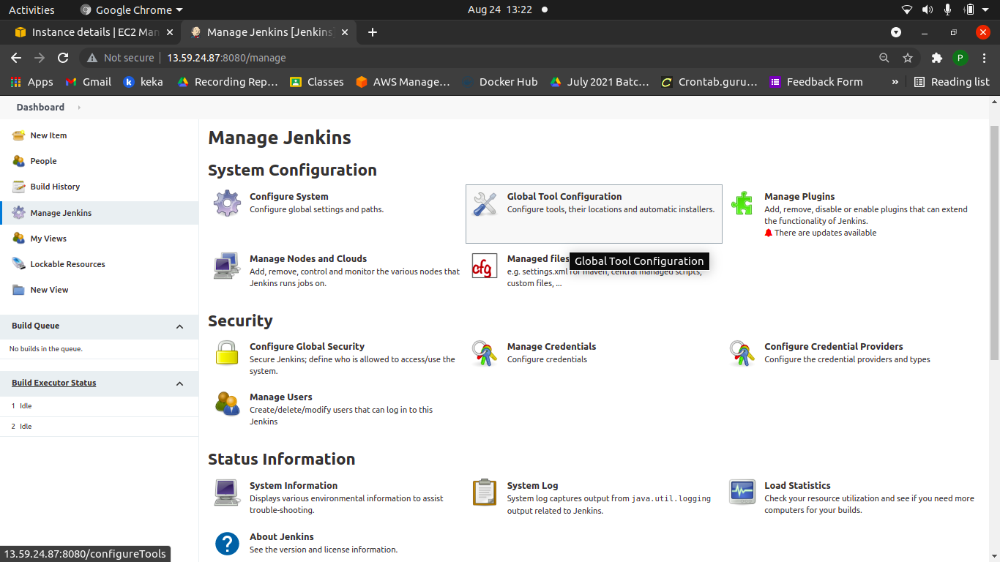 Activities
Google Chrome
Aug 24 13:22
Instance details | EC2 Man
Manage Jenkins [Jenkins]
Not secure
13.59.24.87:8080/manage
P
Apps
Gmail
keka
Recording Rep…
Classes
AWS Manage…
Docker Hub
July 2021 Batc…
Crontab.guru…
Feedback Form
»
Reading list
Dashboard
New Item
People
Build History
Manage Jenkins
My Views
Lockable Resources
New View
Build Queue
No builds in the queue.
Build Executor Status
1 Idle
2 Idle
Manage Jenkins
System Configuration
Configure System
Configure global settings and paths.
Global Tool Configuration
Configure tools, their locations and automatic installers.
Manage Plugins
Add, remove, disable or enable plugins that can extend
the functionality of Jenkins.
There are updates available
Manage Nodes and Clouds
Add, remove, control and monitor the various nodes that
Jenkins runs jobs on.
cfg
Managed files
e.g. settings.xml for maven, central managed scripts,
custom files, ...
Global Tool Configuration
Security
Configure Global Security
Secure Jenkins; define who is allowed to access/use the
system.
Manage Credentials
Configure credentials
Configure Credential Providers
Configure the credential providers and types
Manage Users
Create/delete/modify users that can log in to this
Jenkins
Status Information
System Information
Displays various environmental information to assist
trouble-shooting.
System Log
System log captures output from java.util.logging
output related to Jenkins.
Load Statistics
Check your resource utilization and see if you need more
computers for your builds.
?
About Jenkins
See the version and license information.
13.59.24.87:8080/configureTools